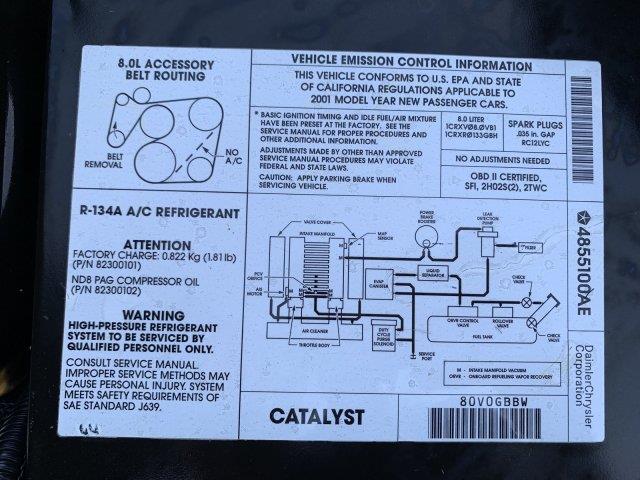 8.0L ACCESSORY
BELT ROUTING
BELT
REMOVAL
NO
A/C
R-134A A/C REFRIGERANT
ATTENTION
FACTORY CHARGE: 0.822 Kg (1.81 lb)
(P/N 82300101)
ND8 PAG COMPRESSOR OIL
(P/N 82300102)
WARNING
HIGH-PRESSURE REFRIGERANT
SYSTEM TO BE SERVICED BY
QUALIFIED PERSONNEL ONLY.
CONSULT SERVICE MANUAL.
IMPROPER SERVICE METHODS MAY
CAUSE PERSONAL INJURY. SYSTEM
MEETS SAFETY REQUIREMENTS OF
SAE STANDARD J639.
VEHICLE EMISSION CONTROL INFORMATION
THIS VEHICLE CONFORMS TO U.S. EPA AND STATE
OF CALIFORNIA REGULATIONS APPLICABLE TO
2001 MODEL YEAR NEW PASSENGER CARS.
* BASIC IGNITION TIMING AND IDLE FUEL/AIR MIXTURE
HAVE BEEN PRESET AT THE FACTORY. SEE THE
SERVICE MANUAL FOR PROPER PROCEDURES AND
OTHER ADDITIONAL INFORMATION.
ADJUSTMENTS MADE BY OTHER THAN APPROVED
SERVICE MANUAL PROCEDURES MAY VIOLATE
FEDERAL AND STATE LAWS.
CAUTION: APPLY PARKING BRAKE WHEN
SERVICING VEHICLE.
8.0 LITER
1CRXV08.0VB1
1CRXR0133GBH
SPARK PLUGS
.035 in. GAP
RC12LYC
NO ADJUSTMENTS NEEDED
OBD II CERTIFIED,
SFI, 2HO2S(2), 2TWC
VALVE COVER
INTAKE MANIFOLD
MAP
SENSOR
M
M
POWER
BRAKE
BOOSTER
LEAK
DETECTION
PUMP
FILTER
PCV
ORIFICE
AIS
MOTOR
M
M
EVAP
CANISTER
LIQUID
SEPARATOR
CHECK
VALVE
AIR CLEANER
THROTTLE BODY
DUTY
CYCLE
PURGE
SOLENOID
SERVICE
PORT
ORVR CONTROL
VALVE
ROLLOVER
VALVE
FUEL TANK
CHECK
VALVE
M - INTAKE MANIFOLD VACUUM
ORVR - ONBOARD REFUELING VAPOR RECOVERY
CATALYST
80V0GBBW
4855100AE
DaimlerChrysler
Corporation